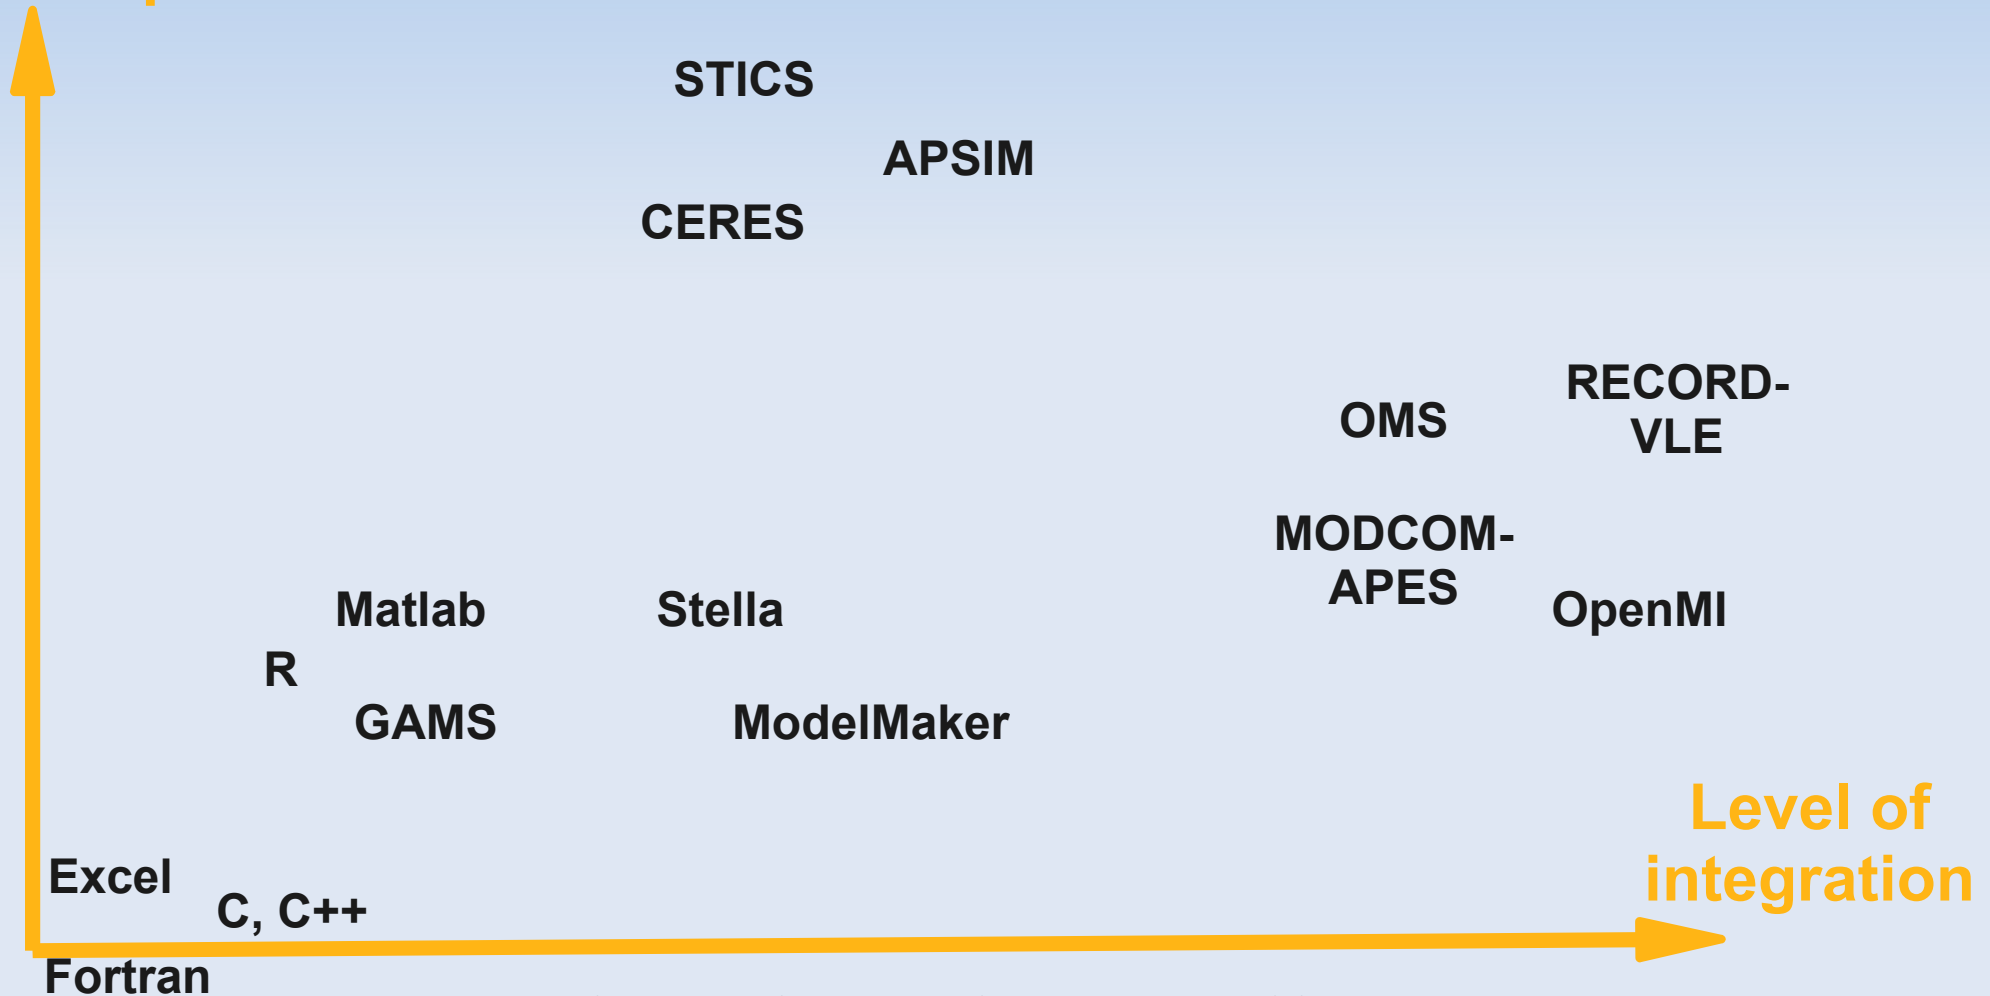 STICS
APSIM
CERES
RECORD-
VLE
OMS
MODCOM-
APES
Matlab
Stella
OpenMI
R
GAMS
ModelMaker
Level of
integration
Excel
C, C++
Fortran